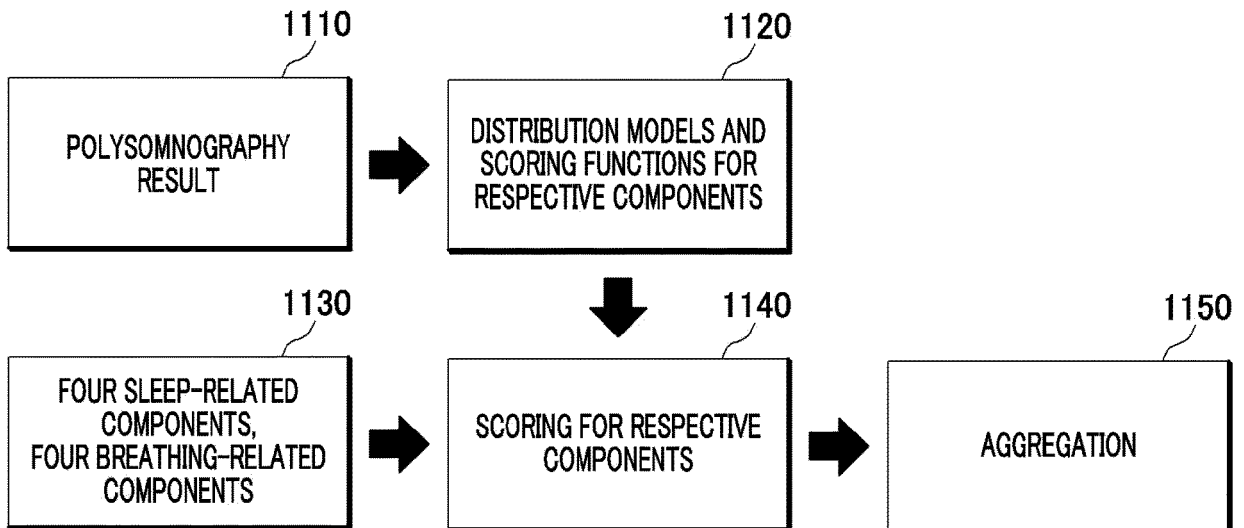 1110
1120
POLYSOMNOGRAPHY
RESULT
DISTRIBUTION MODELS AND
SCORING FUNCTIONS FOR
RESPECTIVE COMPONENTS
1130
1140
1150
FOUR SLEEP-RELATED
COMPONENTS,
FOUR BREATHING-RELATED
COMPONENTS
SCORING FOR RESPECTIVE
COMPONENTS
AGGREGATION